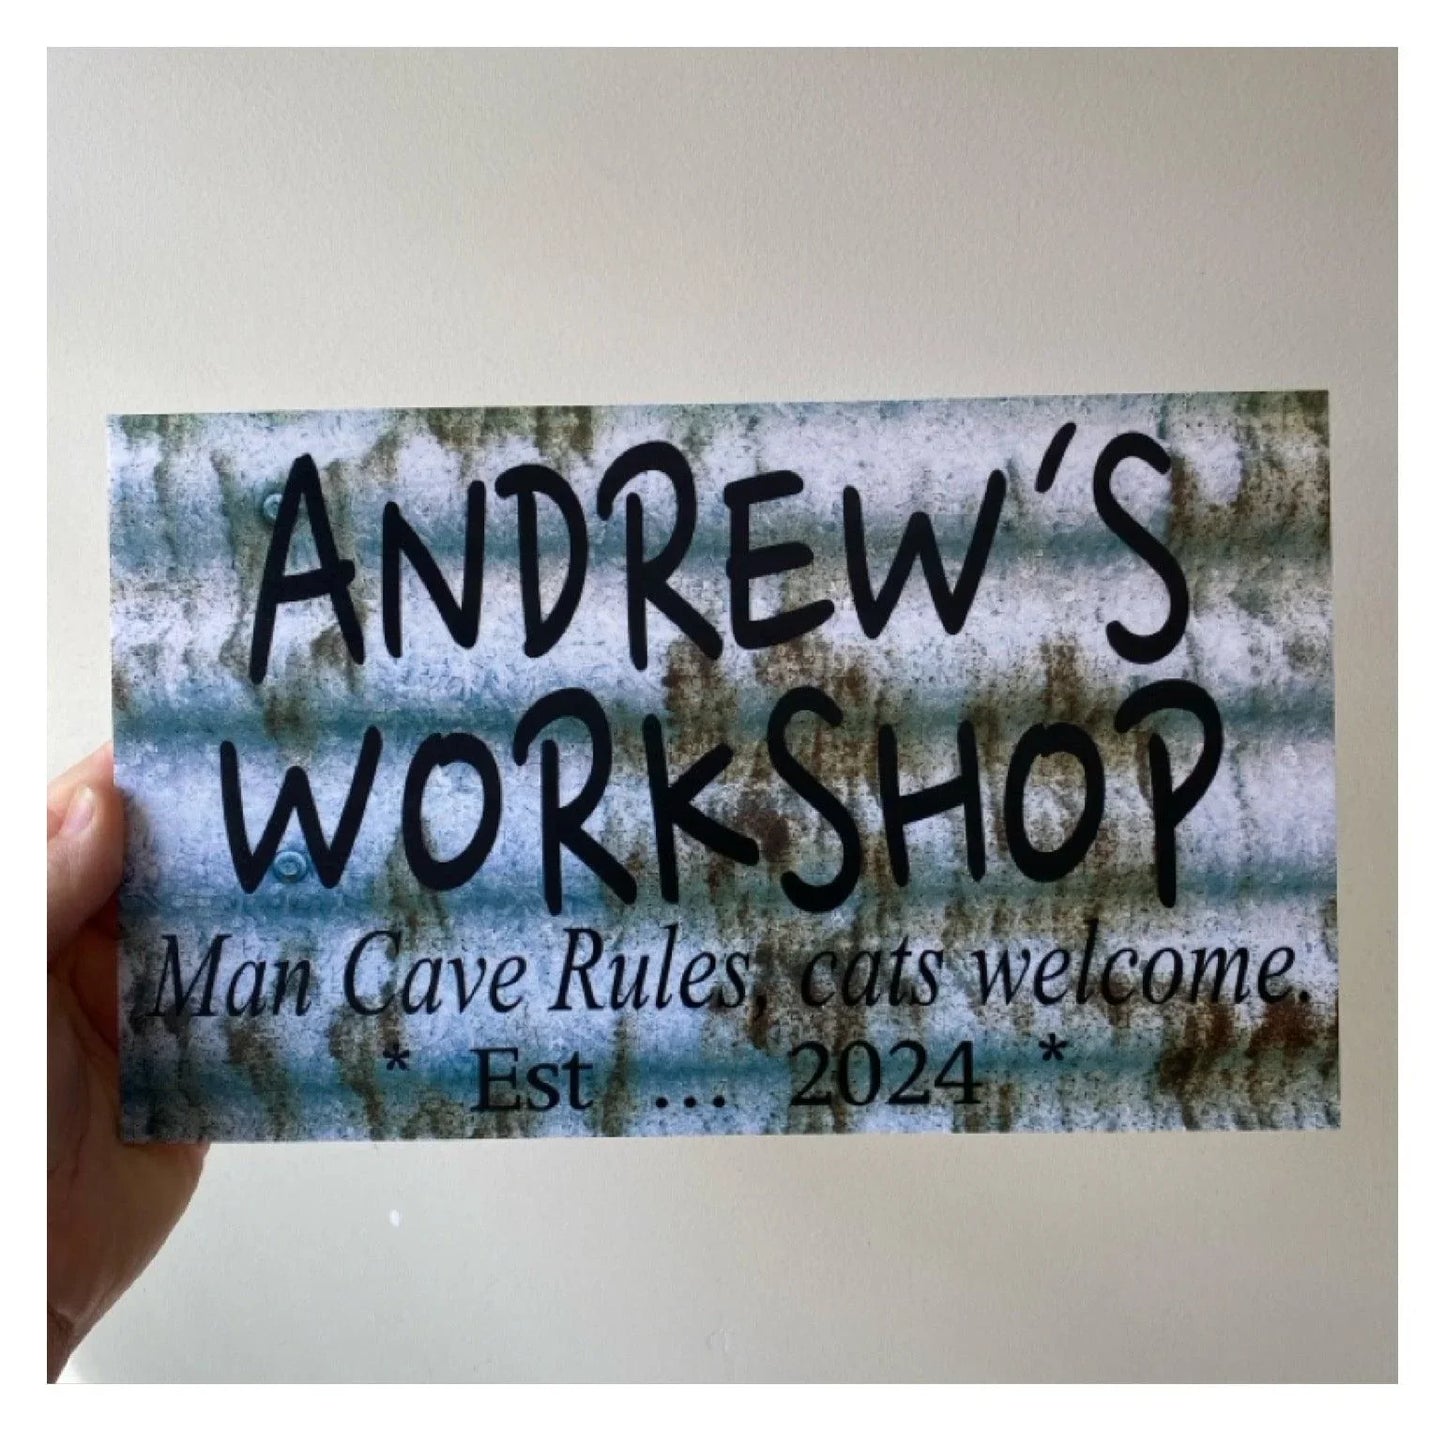 ANDREW'S
WORKSHOP
Man Cave Rules, cats welcome.
* Est ... 2024 *